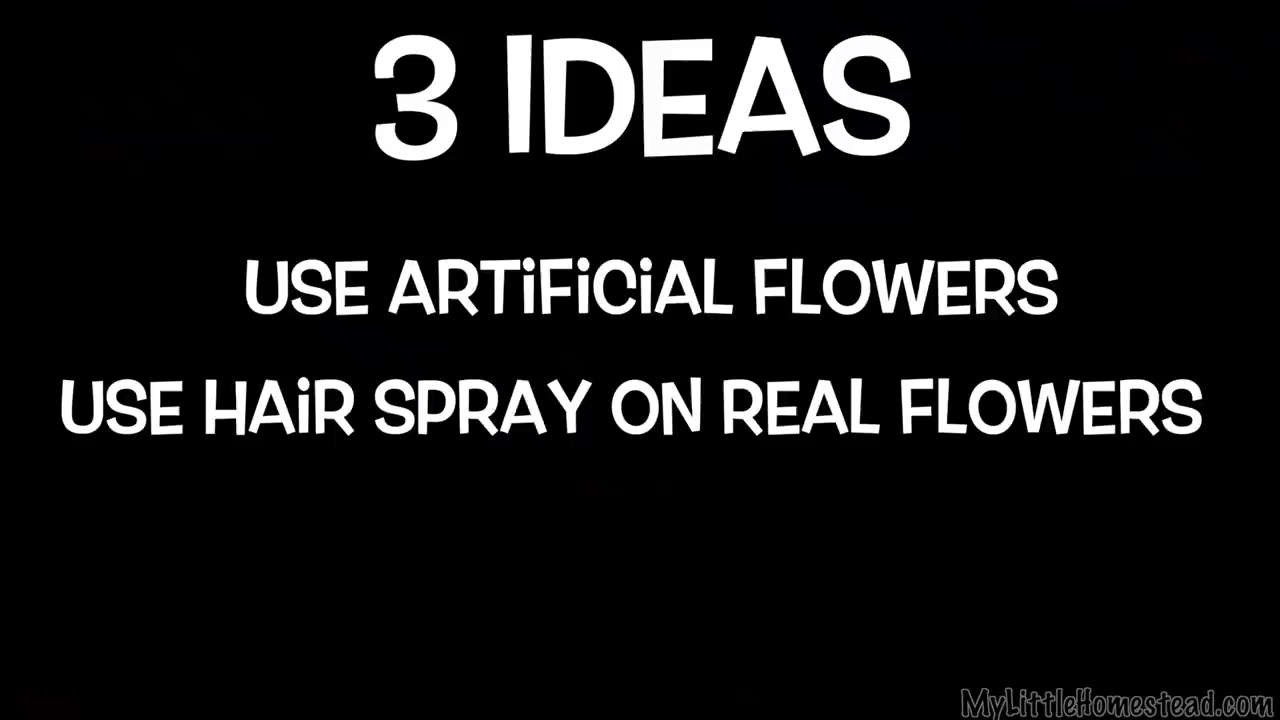 3 IDEAS
USE ARTiFiCiAL FLOWERS
USE HAiR SPRAY ON REAL FLOWERS
MyLittleHomestead.com